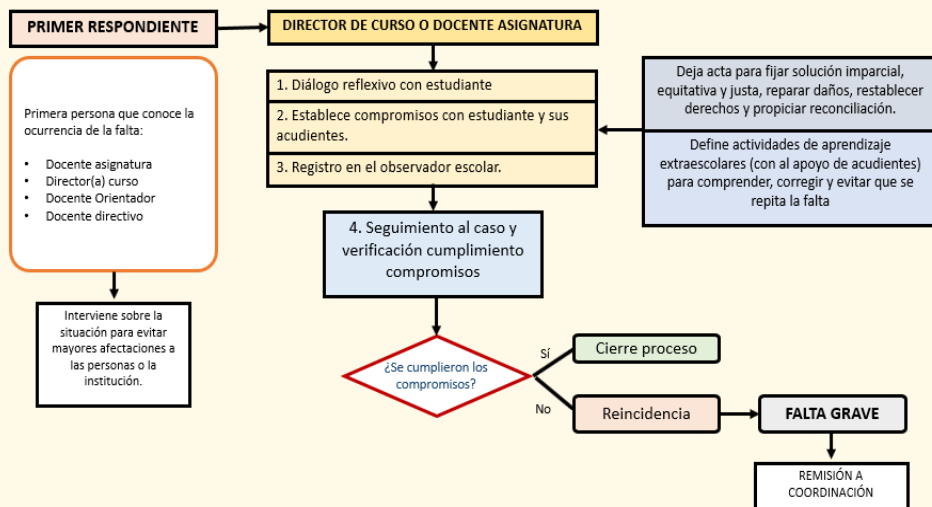 PRIMER RESPONDIENTE
DIRECTOR DE CURSO O DOCENTE ASIGNATURA
Primera persona que conoce la
ocurrencia de la falta:
• Docente asignatura
• Director(a) curso
• Docente Orientador
• Docente directivo
Interviene sobre la
situación para evitar
mayores afectaciones a
las personas o la
institución.
1. Diálogo reflexivo con estudiante
2. Establece compromisos con estudiante y sus
acudientes.
3. Registro en el observador escolar.
Deja acta para fijar solución imparcial,
equitativa y justa, reparar daños, restablecer
derechos y propiciar reconciliación.
Define actividades de aprendizaje
extraescolares (con al apoyo de acudientes)
para comprender, corregir y evitar que se
repita la falta
4. Seguimiento al caso y
verificación cumplimiento
compromisos
¿Se cumplieron los
compromisos?
Sí
Cierre proceso
No
Reincidencia
FALTA GRAVE
REMISIÓN A
COORDINACIÓN